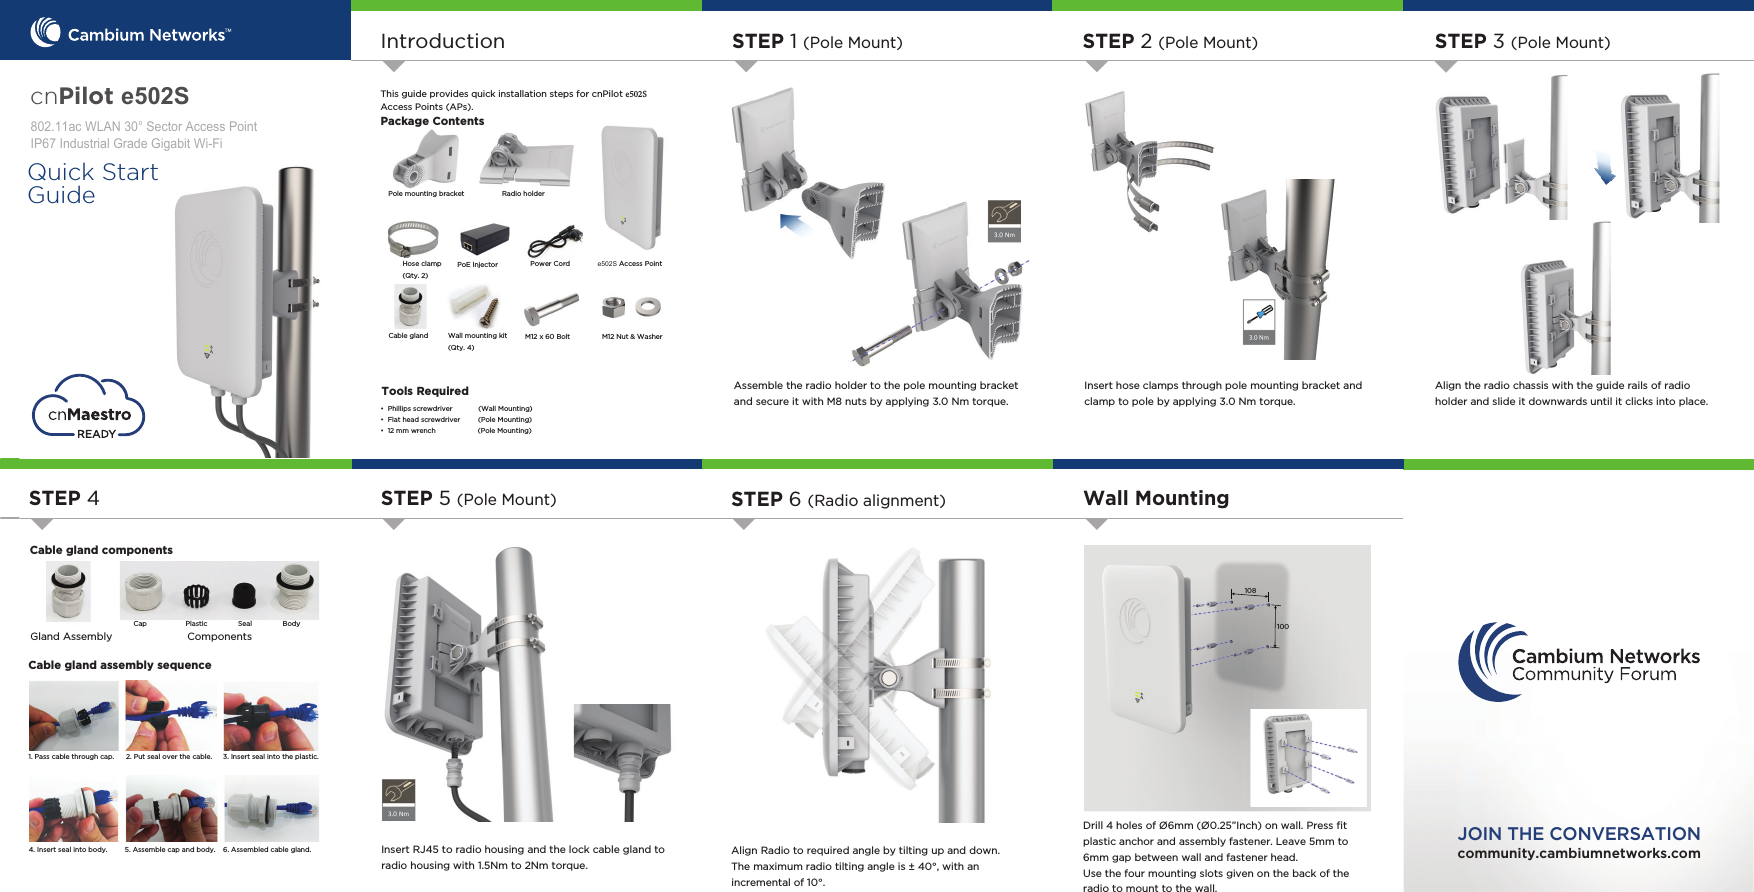 Cambium Networks™
cnPilot e502S
802.11ac WLAN 30° Sector Access Point
IP67 Industrial Grade Gigabit Wi-Fi
Quick Start
Guide
cnMaestro
READY
Introduction
This guide provides quick installation steps for cnPilot e502S
Access Points (APs).
Package Contents
Pole mounting bracket
Radio holder
Hose clamp
(Qty. 2)
PoE Injector
Power Cord
e502S Access Point
Cable gland
Wall mounting kit
(Qty. 4)
M12 x 60 Bolt
M12 Nut & Washer
Tools Required
• Phillips screwdriver (Wall Mounting)
• Flat head screwdriver (Pole Mounting)
• 12 mm wrench (Pole Mounting)
STEP 1 (Pole Mount)
3.0 Nm
Assemble the radio holder to the pole mounting bracket
and secure it with M8 nuts by applying 3.0 Nm torque.
STEP 2 (Pole Mount)
3.0 Nm
Insert hose clamps through pole mounting bracket and
clamp to pole by applying 3.0 Nm torque.
STEP 3 (Pole Mount)
Align the radio chassis with the guide rails of radio
holder and slide it downwards until it clicks into place.
STEP 4
Cable gland components
Cap
Plastic
Seal
Body
Gland Assembly
Components
Cable gland assembly sequence
1. Pass cable through cap.
2. Put seal over the cable.
3. Insert seal into the plastic.
4. Insert seal into body.
5. Assemble cap and body.
6. Assembled cable gland.
STEP 5 (Pole Mount)
3.0 Nm
Insert RJ45 to radio housing and the lock cable gland to
radio housing with 1.5Nm to 2Nm torque.
STEP 6 (Radio alignment)
Align Radio to required angle by tilting up and down.
The maximum radio tilting angle is ± 40°, with an
incremental of 10°.
Wall Mounting
108
100
Drill 4 holes of Ø6mm (Ø0.25”Inch) on wall. Press fit
plastic anchor and assembly fastener. Leave 5mm to
6mm gap between wall and fastener head.
Use the four mounting slots given on the back of the
radio to mount to the wall.
Cambium Networks
Community Forum
JOIN THE CONVERSATION
community.cambiumnetworks.com